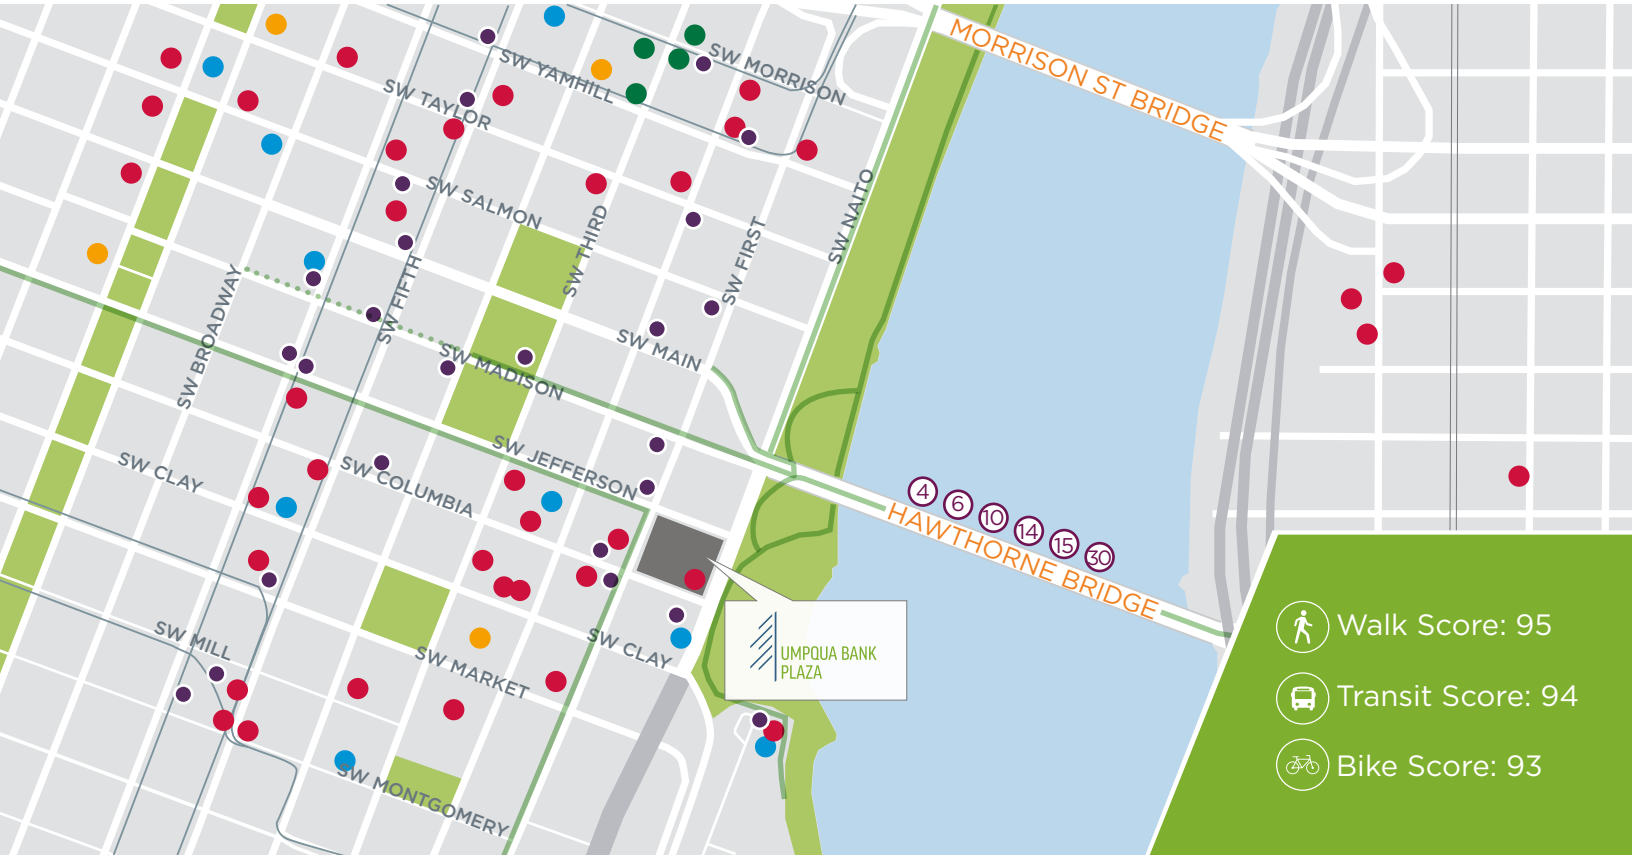 MORRISON ST BRIDGE
SW MORRISON
SW YAMHILL
SW TAYLOR
SW SALMON
SW NAITO
SW THIRD
SW FIRST
SW BROADWAY
SW FIFTH
SW MAIN
SW MADISON
SW JEFFERSON
SW CLAY
SW COLUMBIA
4
6
10
14
15
30
HAWTHORNE BRIDGE
SW MILL
SW CLAY
SW MARKET
UMPQUA BANK
PLAZA
SW MONTGOMERY
Walk Score: 95
Transit Score: 94
Bike Score: 93